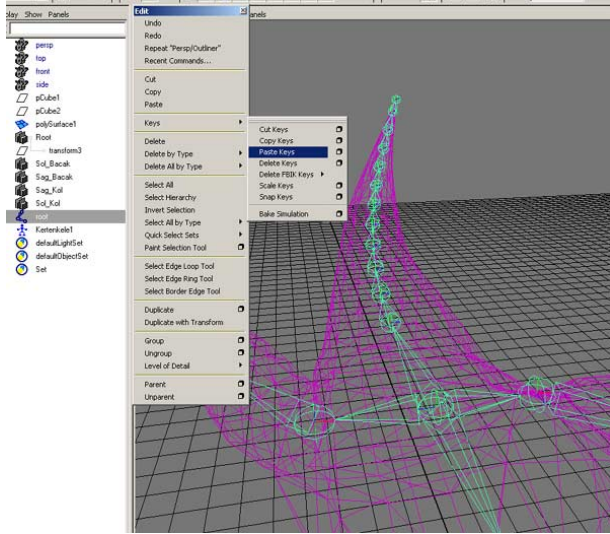 play Show Panels
persp
top
front
side
pCube1
pCube2
polySurface1
Root
transform3
Sol_Bacak
Sag_Bacak
Sag_Kol
Sol_Kol
root
Kertenkele1
defaultLightSet
defaultObjectSet
Set
Edit
Undo
Redo
Repeat "Persp/Outliner"
Recent Commands...
Cut
Copy
Paste
Keys
Delete
Delete by Type
Delete All by Type
Select All
Select Hierarchy
Invert Selection
Select All by Type
Quick Select Sets
Paint Selection Tool
Select Edge Loop Tool
Select Edge Ring Tool
Select Border Edge Tool
Duplicate
Duplicate with Transform
Group
Ungroup
Level of Detail
Parent
Unparent
Cut Keys
Copy Keys
Paste Keys
Delete Keys
Delete FBIK Keys
Scale Keys
Snap Keys
Bake Simulation
anels